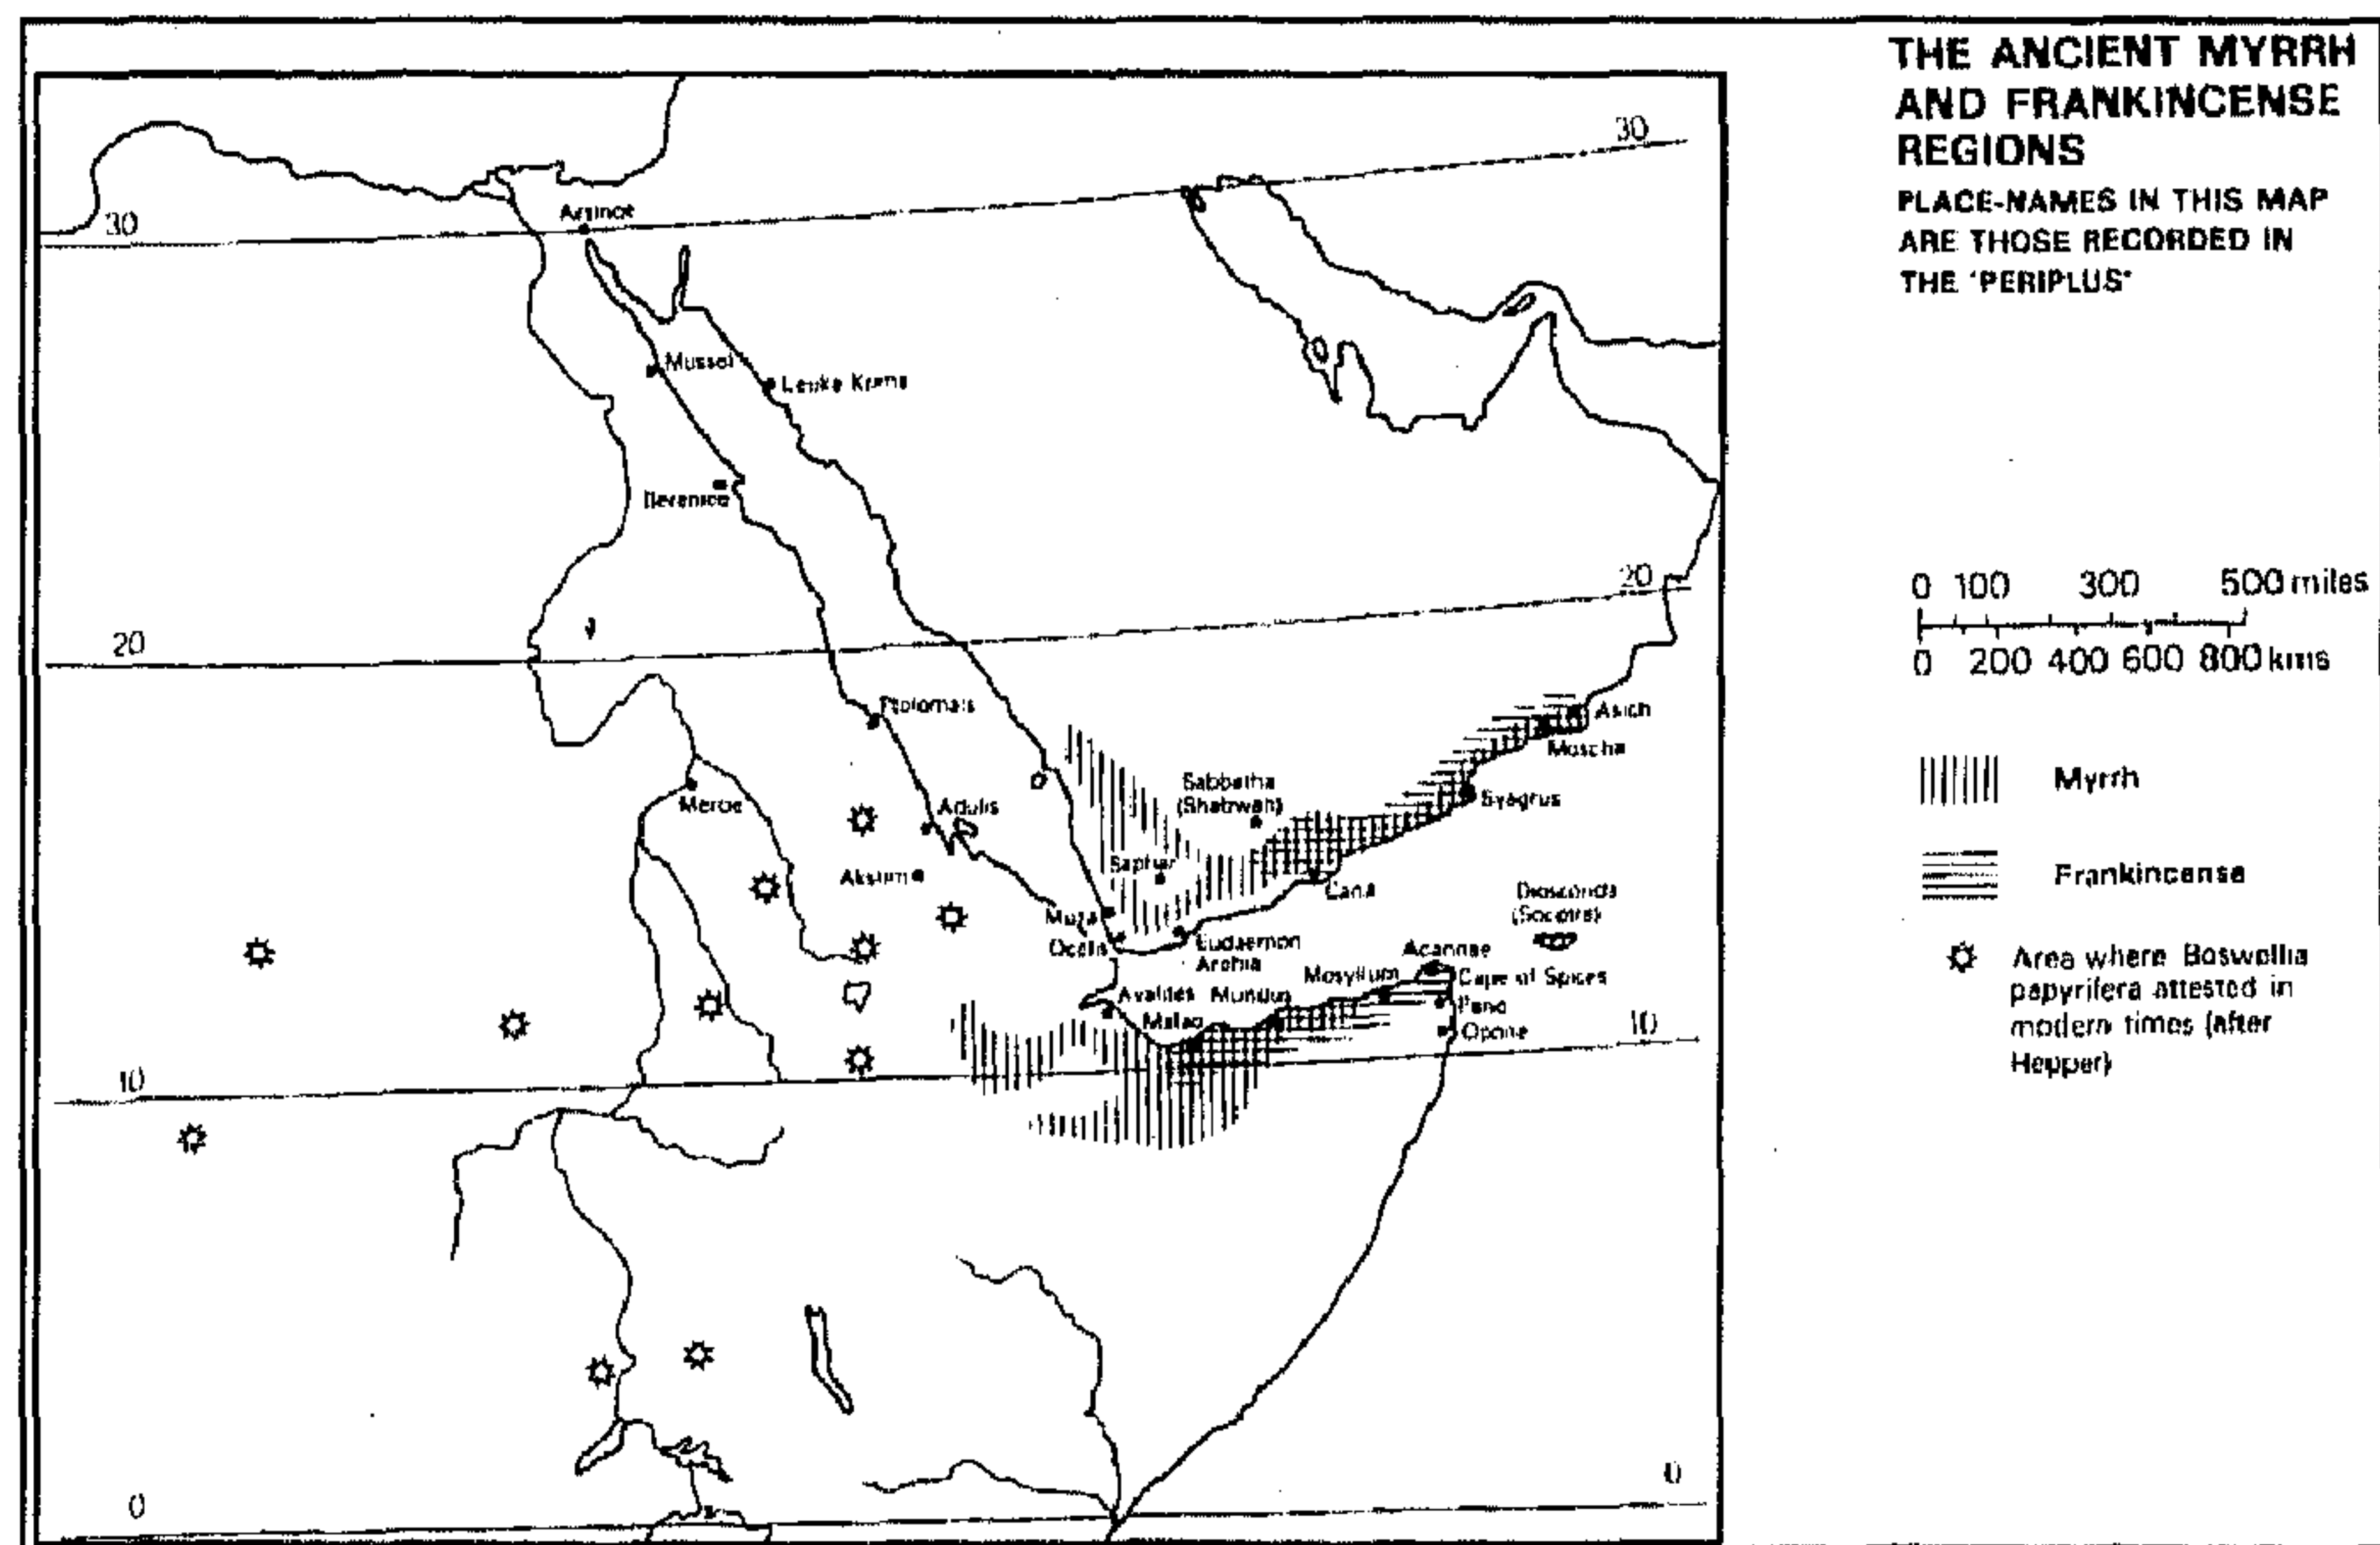 THE ANCIENT MYRRH
AND FRANKINCENSE
REGIONS
PLACE-NAMES IN THIS MAP
ARE THOSE RECORDED IN
THE 'PERIPLUS'
0 100 300 500 miles
0 200 400 600 800 kms
Myrrh
Frankincense
Area where Boswellia
papyrifera attested in
modern times (after
Hepper)
30
30
Arsinoe
Mussel
Leuke Kome
Berenice
20
20
Ptolemais
Asich
Moscha
Sabbatha
(Shabwah)
Syagrus
Meroe
Adulis
Saphar
Aksum
Cana
Muza
Ocelis
Eudaemon
Arabia
Dioscorida
(Socotra)
Acannae
Mosyllum
Cape of Spices
Avalites
Mundus
Pano
Malao
Opone
10
10
0
0